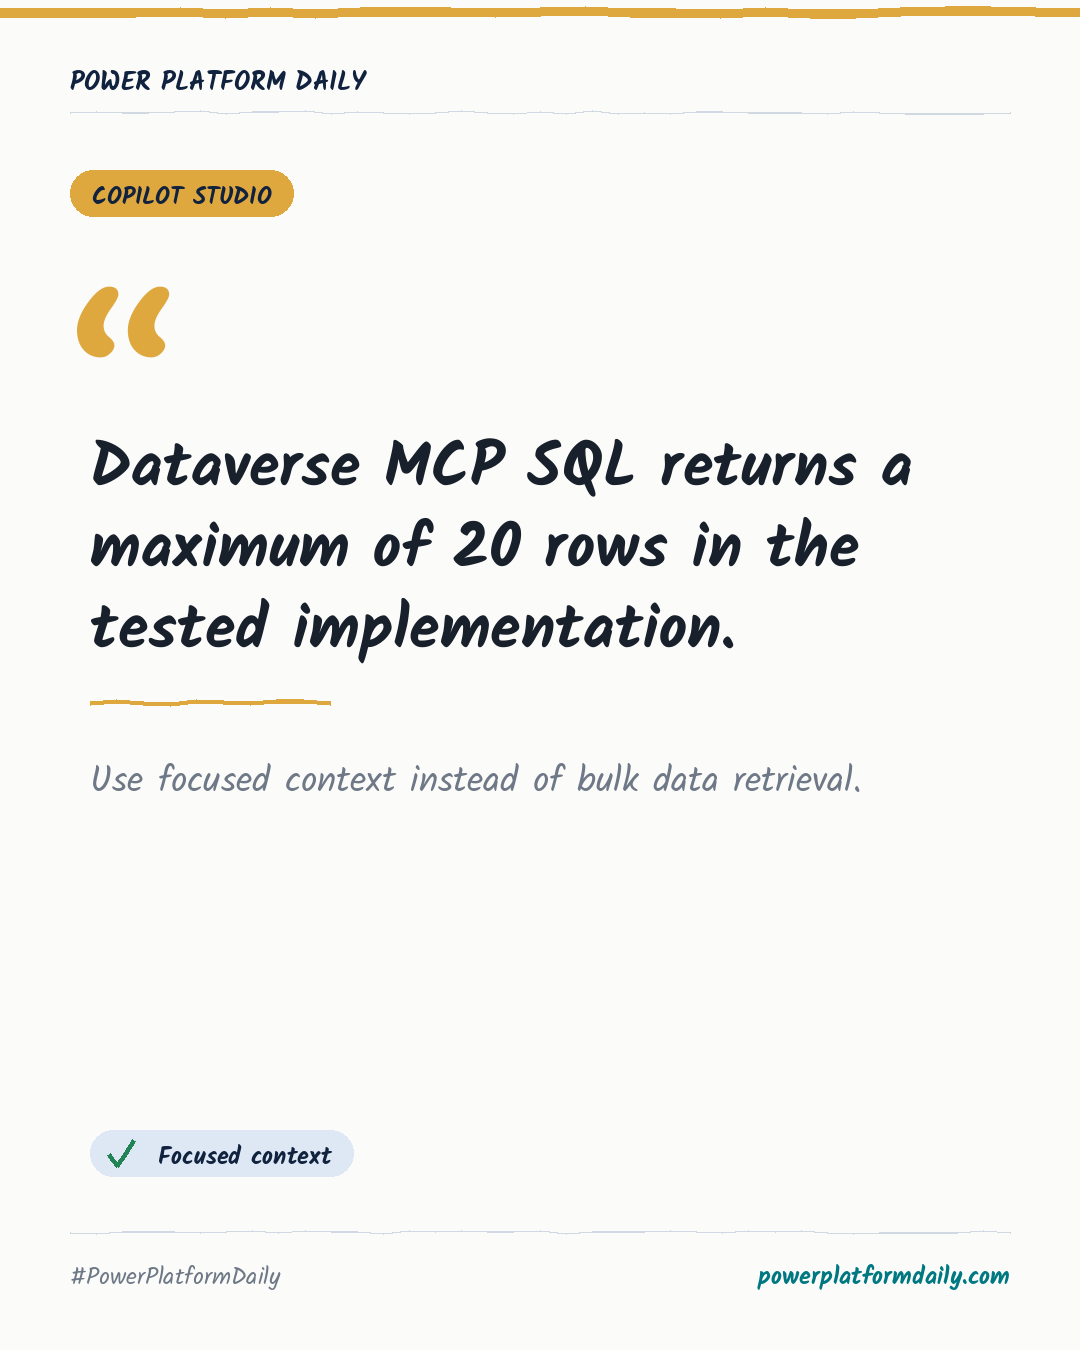 POWER PLATFORM DAILY
COPILOT STUDIO
“
Dataverse MCP SQL returns a
maximum of 20 rows in the
tested implementation.
Use focused context instead of bulk data retrieval.
✓ Focused context
#PowerPlatformDaily
powerplatformdaily.com